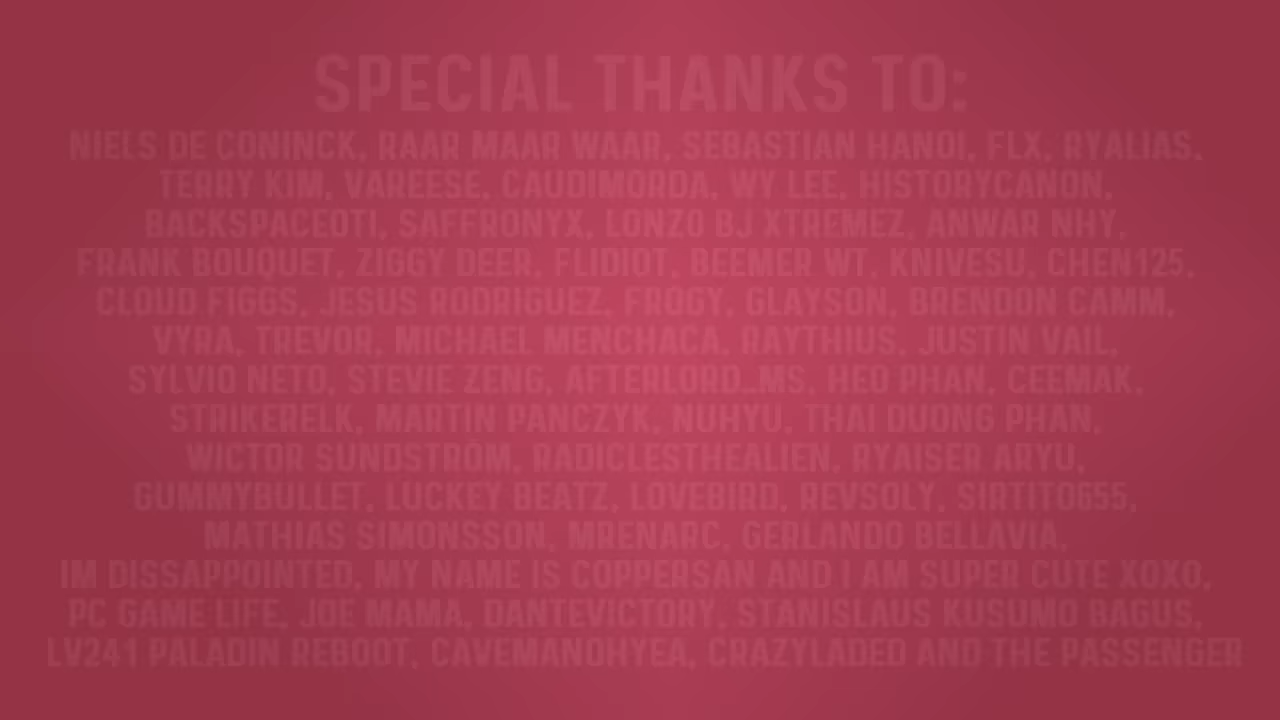 SPECIAL THANKS TO:
NIELS DE CONINCK, RAAR MAAR WAAR, SEBASTIAN HANOI, FLX, RYALIAS,
TERRY KIM, VAREESE, CAUDIMORDA, WY LEE, HISTORYCANON,
BACKSPACEOTI, SAFFRONYX, LONZO BJ XTREMEZ, ANWAR NHY,
FRANK BOUQUET, ZIGGY DEER, FLIDIOT, BEEMER WT, KNIVESU, CHEN125,
CLOUD FIGGS, JESUS RODRIGUEZ, FROGY, GLAYSON, BRENDON CAMM,
VYRA, TREVOR, MICHAEL MENCHACA, RAYTHIUS, JUSTIN VAIL,
SYLVIO NETO, STEVIE ZENG, AFTERLORD_MS, HEO PHAN, CEEMAK,
STRIKERELK, MARTIN PANCZYK, NUHYU, THAI DUONG PHAN,
WICTOR SUNDSTRÖM, RADICLESTHEALIEN, RYAISER ARYU,
GUMMYBULLET, LUCKEY BEATZ, LOVEBIRD, REVSOLY, SIRTITO655,
MATHIAS SIMONSSON, MRENARC, GERLANDO BELLAVIA,
IM DISSAPPOINTED, MY NAME IS COPPERSAN AND I AM SUPER CUTE XOXO,
PC GAME LIFE, JOE MAMA, DANTEVICTORY, STANISLAUS KUSUMO BAGUS,
LV241 PALADIN REBOOT, CAVEMANOHYEA, CRAZYLADED AND THE PASSENGER